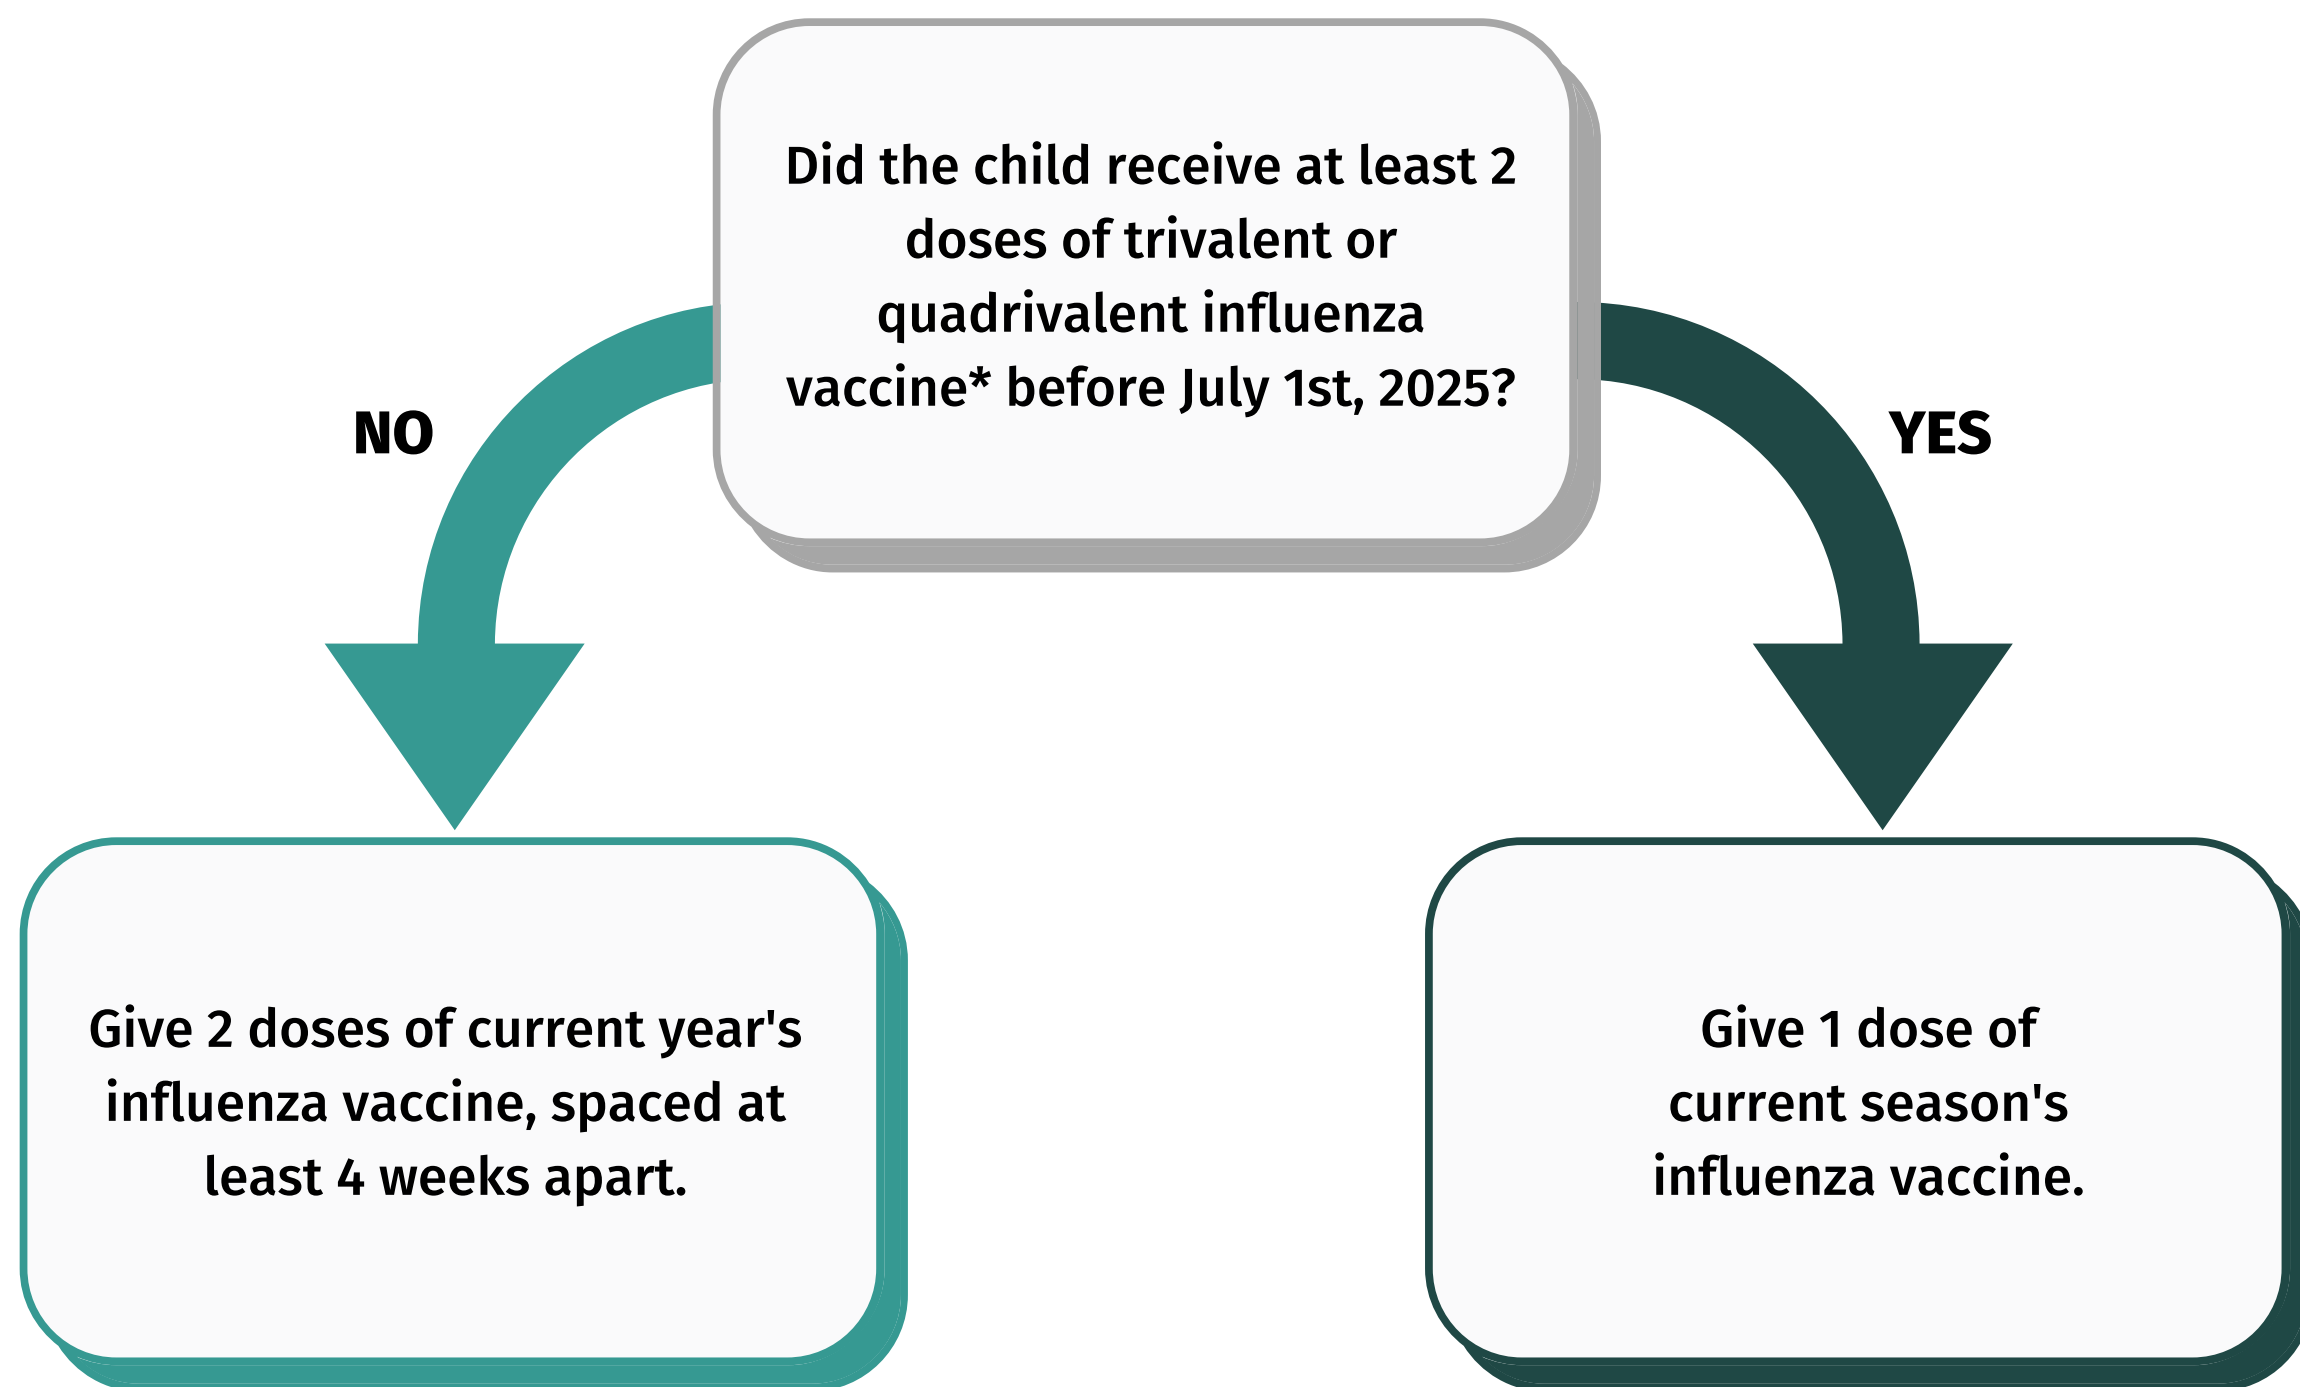 Did the child receive at least 2
doses of trivalent or
quadrivalent influenza
vaccine* before July 1st, 2025?
NO
YES
Give 2 doses of current year's
influenza vaccine, spaced at
least 4 weeks apart.
Give 1 dose of
current season's
influenza vaccine.